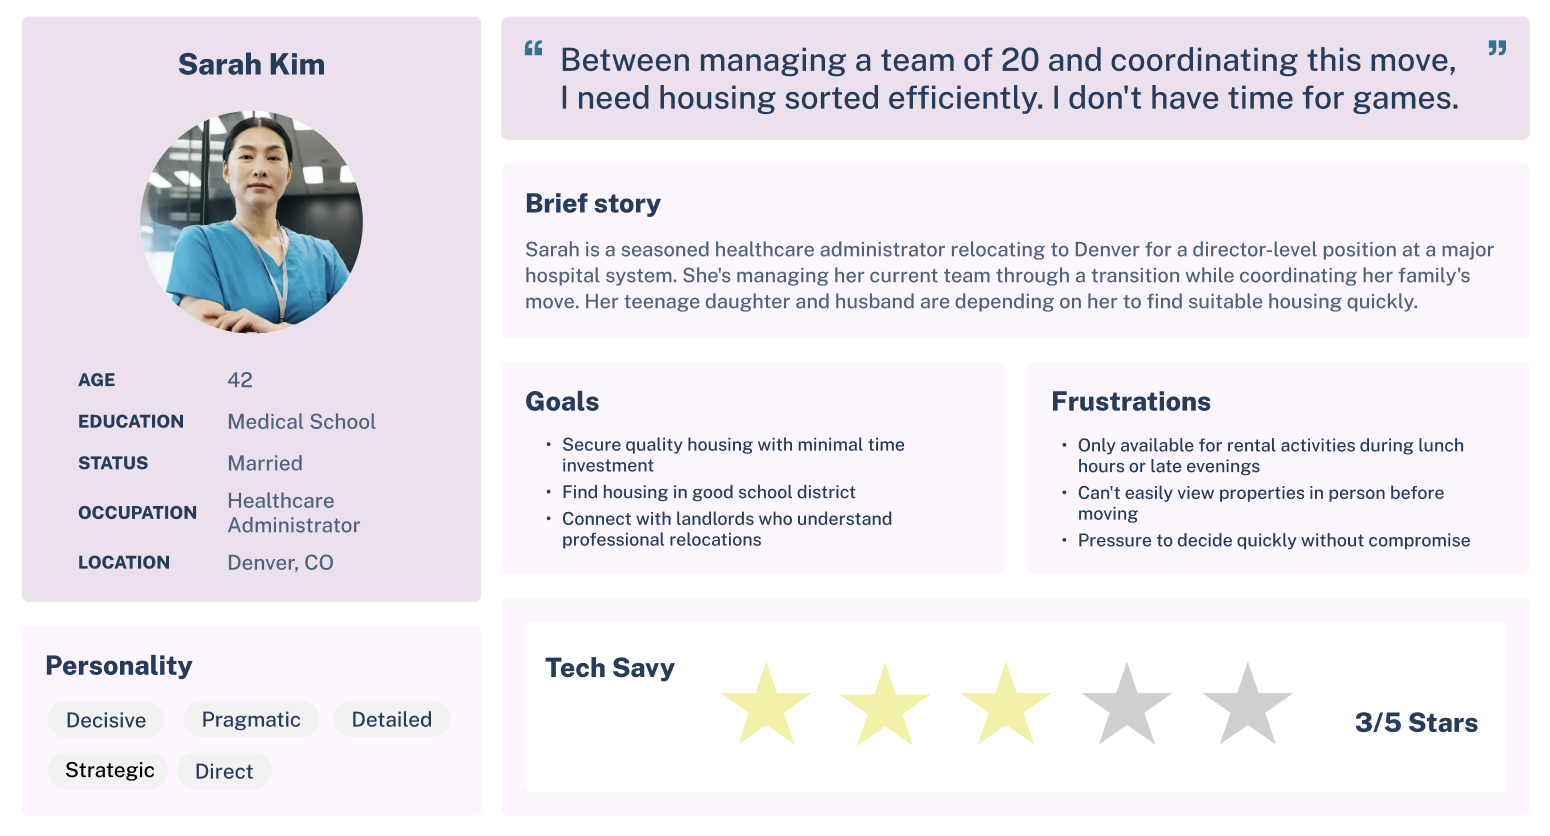 Sarah Kim
AGE 42
EDUCATION Medical School
STATUS Married
OCCUPATION Healthcare
Administrator
LOCATION Denver, CO
Personality
Decisive Pragmatic Detailed
Strategic Direct
“ Between managing a team of 20 and coordinating this move, ”
I need housing sorted efficiently. I don't have time for games.
Brief story
Sarah is a seasoned healthcare administrator relocating to Denver for a director-level position at a major
hospital system. She's managing her current team through a transition while coordinating her family's
move. Her teenage daughter and husband are depending on her to find suitable housing quickly.
Goals
• Secure quality housing with minimal time
investment
• Find housing in good school district
• Connect with landlords who understand
professional relocations
Frustrations
• Only available for rental activities during lunch
hours or late evenings
• Can't easily view properties in person before
moving
• Pressure to decide quickly without compromise
Tech Savy
3/5 Stars